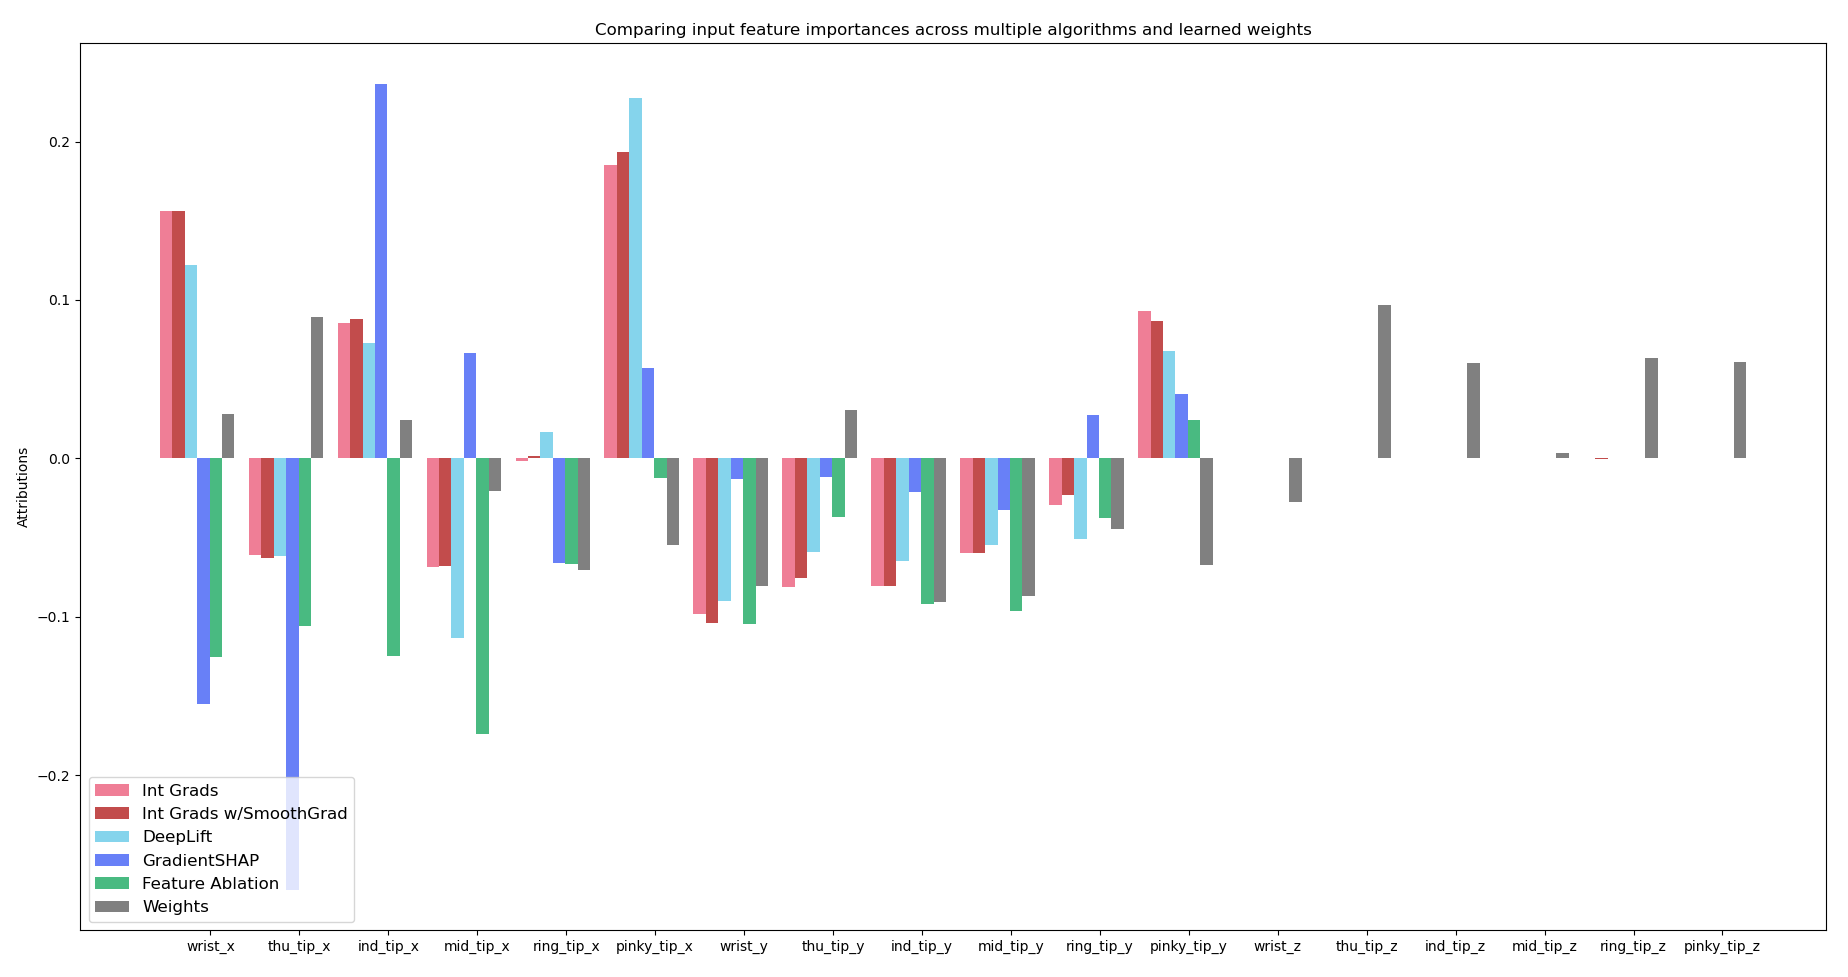 Comparing input feature importances across multiple algorithms and learned weights
Attributions
0.2
0.1
0.0
−0.1
−0.2
Int Grads
Int Grads w/SmoothGrad
DeepLift
GradientSHAP
Feature Ablation
Weights
wrist_x thu_tip_x ind_tip_x mid_tip_x ring_tip_x pinky_tip_x wrist_y thu_tip_y ind_tip_y mid_tip_y ring_tip_y pinky_tip_y wrist_z thu_tip_z ind_tip_z mid_tip_z ring_tip_z pinky_tip_z